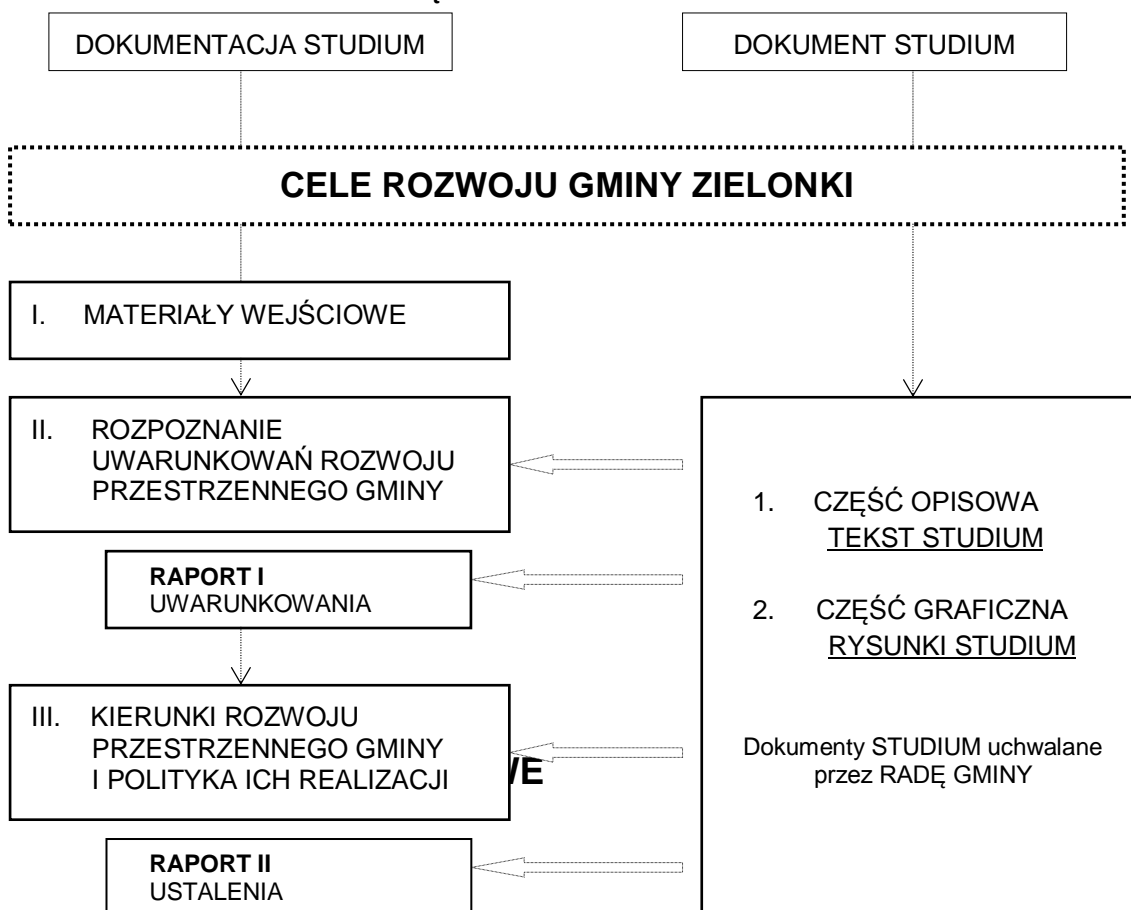 DOKUMENTACJA STUDIUM
DOKUMENT STUDIUM
CELE ROZWOJU GMINY ZIELONKI
I. MATERIAŁY WEJŚCIOWE
II. ROZPOZNANIE
UWARUNKOWAŃ ROZWOJU
PRZESTRZENNEGO GMINY
RAPORT I
UWARUNKOWANIA
III. KIERUNKI ROZWOJU
PRZESTRZENNEGO GMINY
I POLITYKA ICH REALIZACJI
RAPORT II
USTALENIA
1. CZĘŚĆ OPISOWA
TEKST STUDIUM
2. CZĘŚĆ GRAFICZNA
RYSUNKI STUDIUM
Dokumenty STUDIUM uchwalane
przez RADĘ GMINY